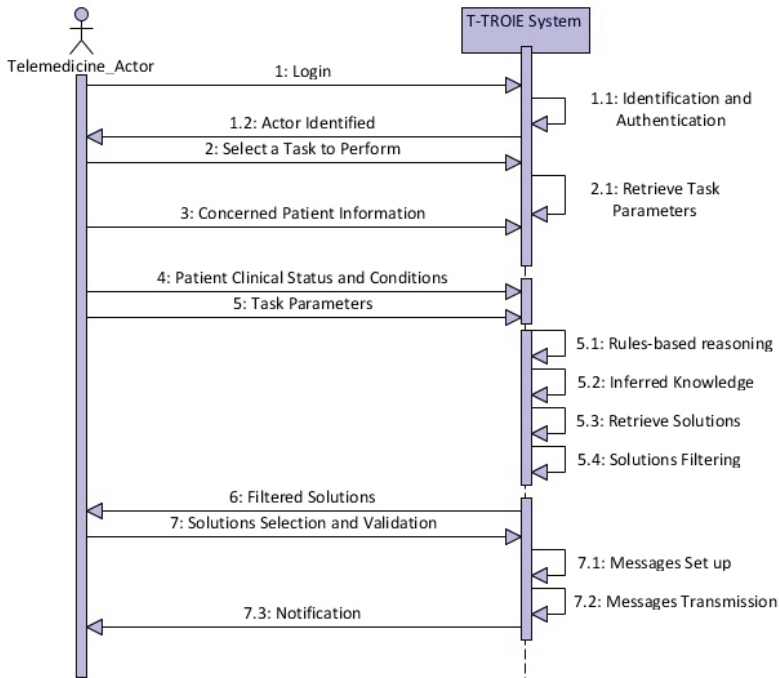 T-TROIE System
Telemedicine_Actor
1: Login
1.1: Identification and
Authentication
1.2: Actor Identified
2: Select a Task to Perform
2.1: Retrieve Task
Parameters
3: Concerned Patient Information
4: Patient Clinical Status and Conditions
5: Task Parameters
5.1: Rules-based reasoning
5.2: Inferred Knowledge
5.3: Retrieve Solutions
5.4: Solutions Filtering
6: Filtered Solutions
7: Solutions Selection and Validation
7.1: Messages Set up
7.2: Messages Transmission
7.3: Notification